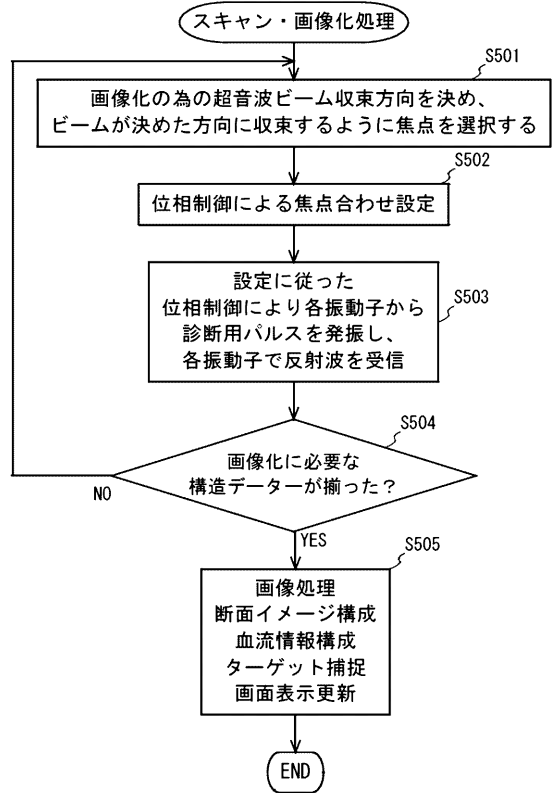 スキャン・画像化処理
S501
画像化の為の超音波ビーム収束方向を決め、
ビームが決めた方向に収束するように焦点を選択する
S502
位相制御による焦点合わせ設定
S503
設定に従った
位相制御により各振動子から
診断用パルスを発振し、
各振動子で反射波を受信
S504
画像化に必要な
構造データーが揃った？
NO
YES
S505
画像処理
断面イメージ構成
血流情報構成
ターゲット捕捉
画面表示更新
END